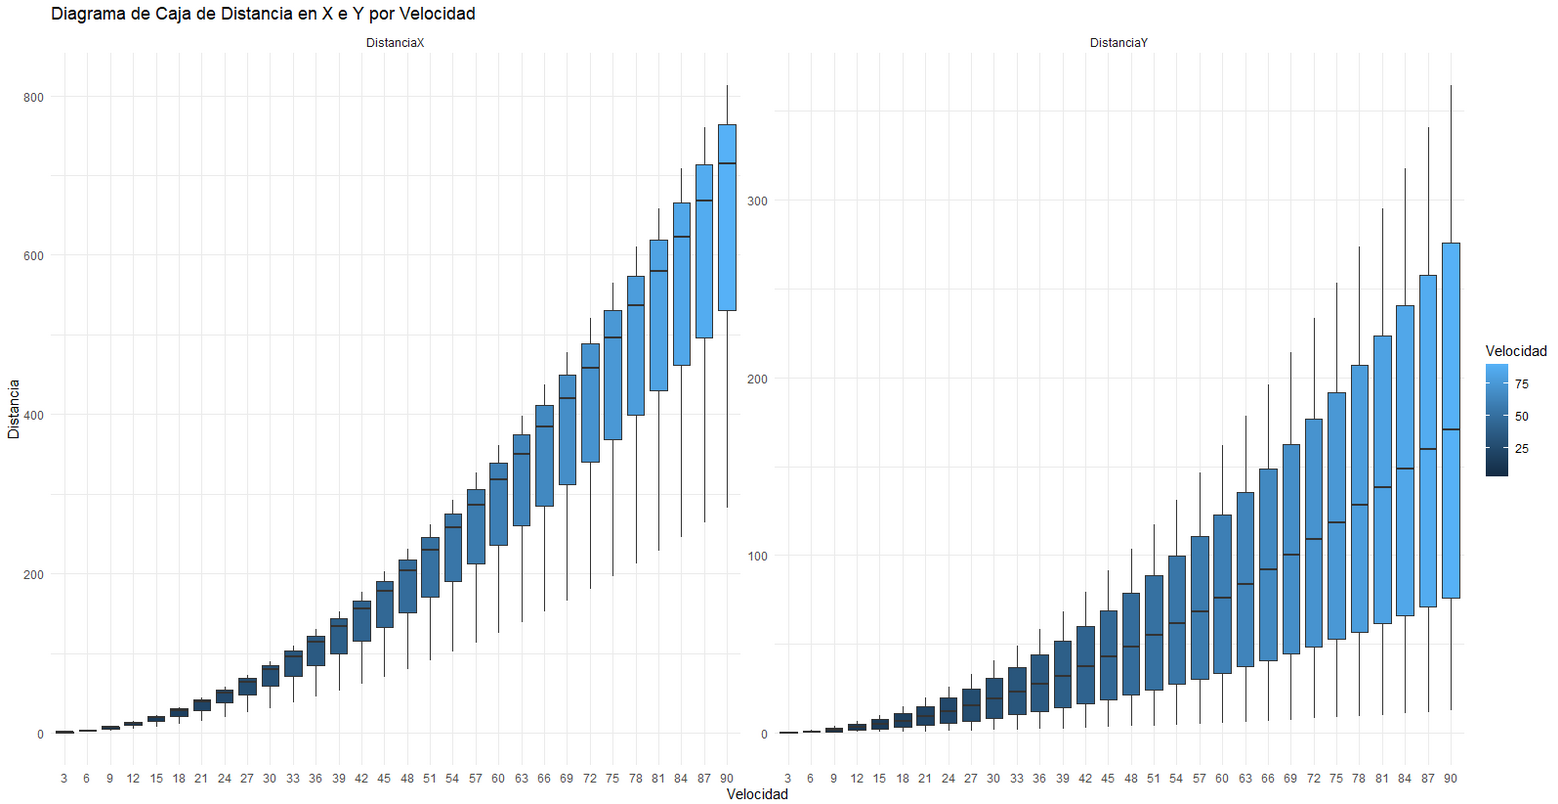 Diagrama de Caja de Distancia en X e Y por Velocidad
DistanciaX
DistanciaY
Distancia
800
600
400
200
0
300
200
100
0
3 6 9 12 15 18 21 24 27 30 33 36 39 42 45 48 51 54 57 60 63 66 69 72 75 78 81 84 87 90
3 6 9 12 15 18 21 24 27 30 33 36 39 42 45 48 51 54 57 60 63 66 69 72 75 78 81 84 87 90
Velocidad
Velocidad
75
50
25